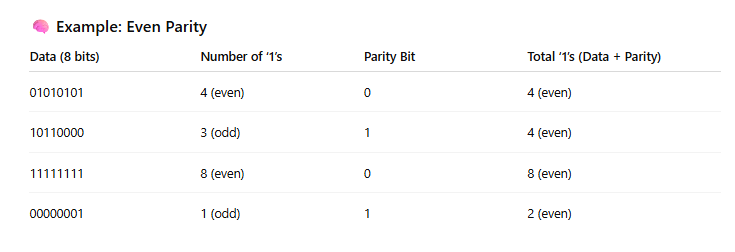 🧠 Example: Even Parity
Data (8 bits) Number of ‘1’s Parity Bit Total ‘1’s (Data + Parity)
01010101 4 (even) 0 4 (even)
10110000 3 (odd) 1 4 (even)
11111111 8 (even) 0 8 (even)
00000001 1 (odd) 1 2 (even)